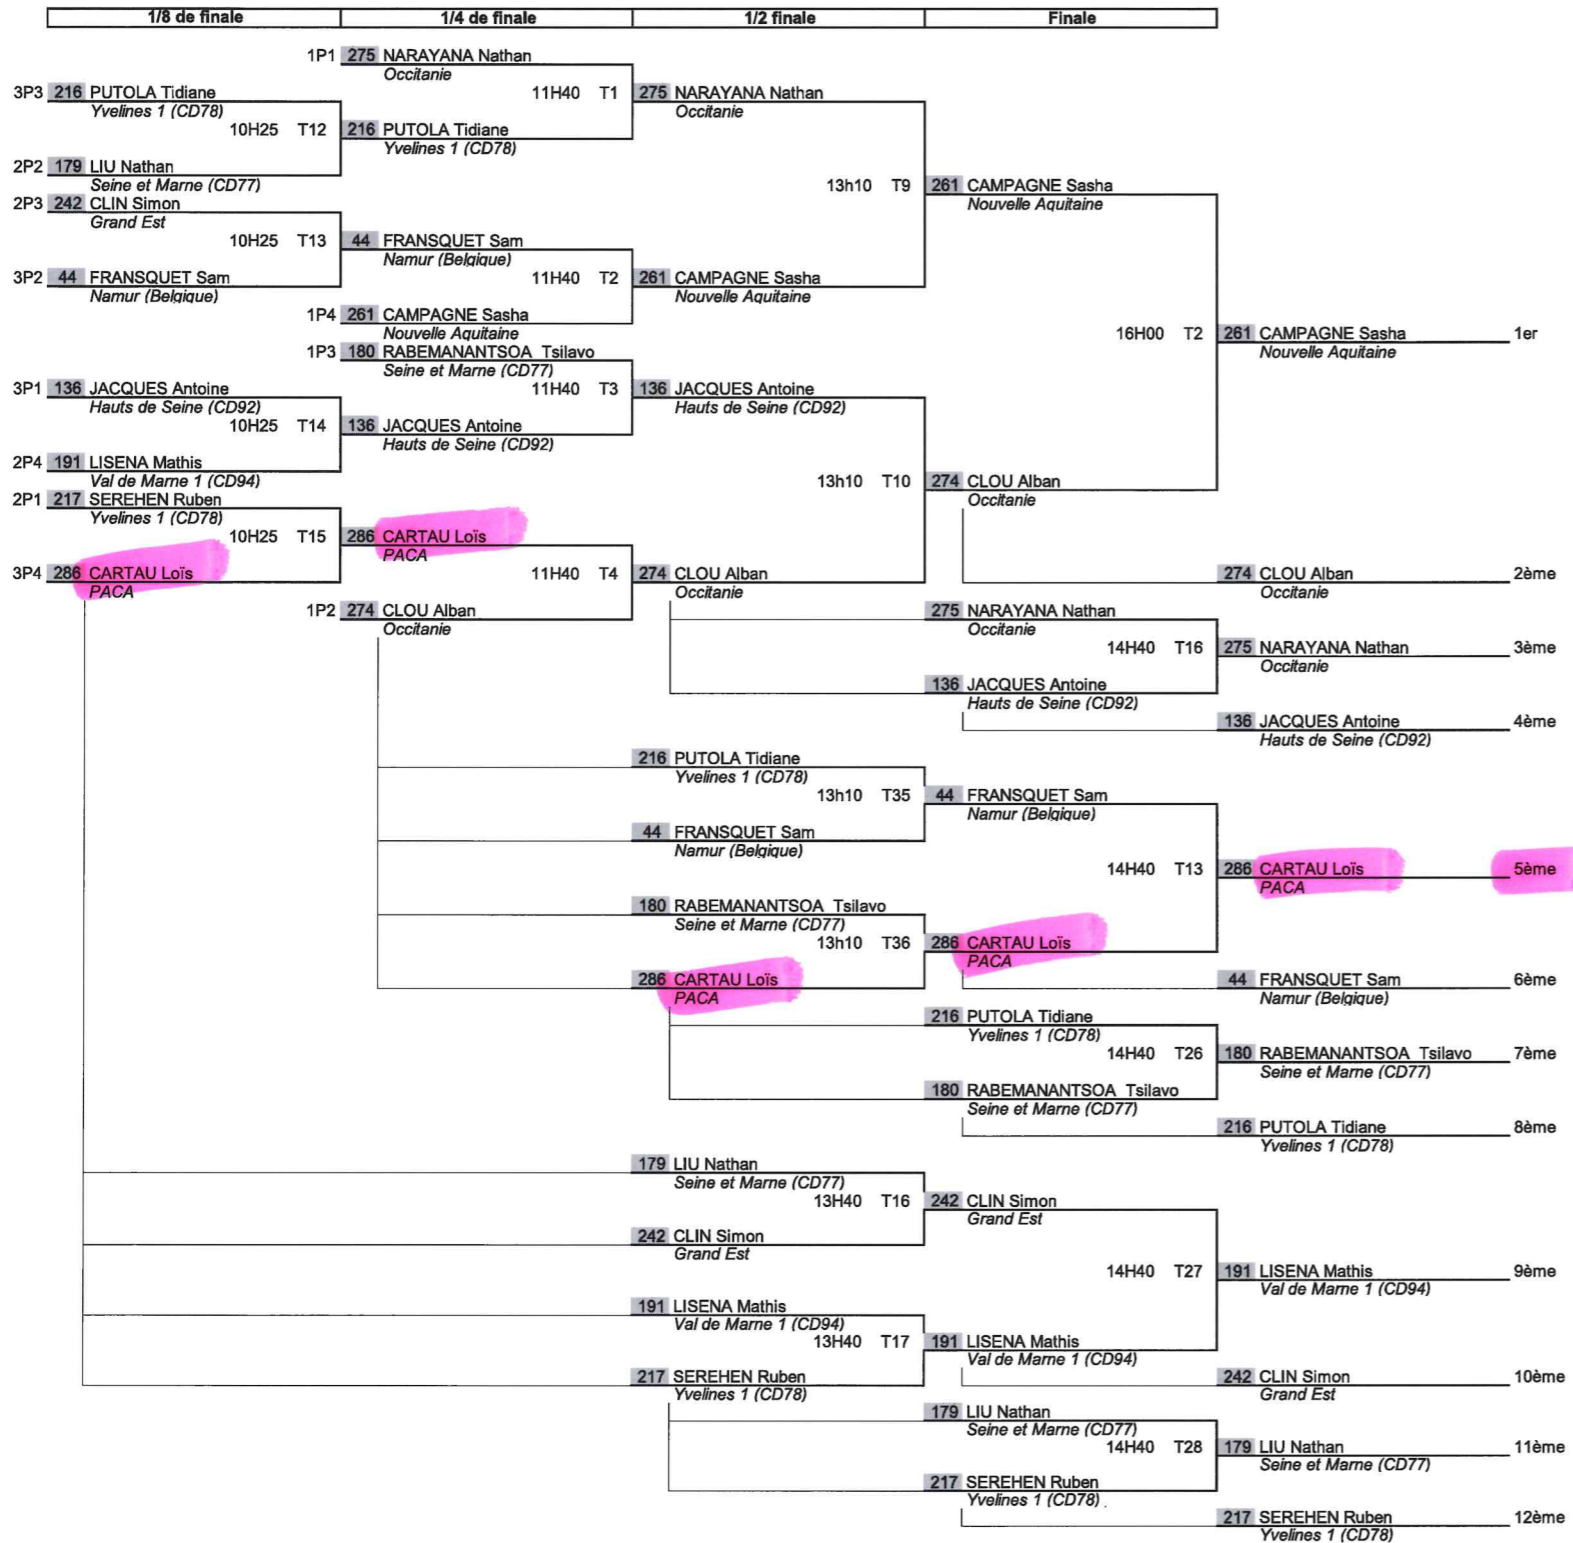 1/8 de finale 1/4 de finale 1/2 finale Finale
1P1 275 NARAYANA Nathan
Occitanie
3P3 216 PUTOLA Tidiane 11H40 T1 275 NARAYANA Nathan
Yvelines 1 (CD78) Occitanie
10H25 T12 216 PUTOLA Tidiane
Yvelines 1 (CD78)
2P2 179 LIU Nathan
Seine et Marne (CD77) 13h10 T9 261 CAMPAGNE Sasha
2P3 242 CLIN Simon Nouvelle Aquitaine
Grand Est
10H25 T13 44 FRANSQUET Sam
Namur (Belgique)
3P2 44 FRANSQUET Sam 11H40 T2 261 CAMPAGNE Sasha
Namur (Belgique) Nouvelle Aquitaine
1P4 261 CAMPAGNE Sasha
Nouvelle Aquitaine 16H00 T2 261 CAMPAGNE Sasha 1er
1P3 180 RABEMANANTSOA Tsilavo Nouvelle Aquitaine
Seine et Marne (CD77)
3P1 136 JACQUES Antoine 11H40 T3 136 JACQUES Antoine
Hauts de Seine (CD92) Hauts de Seine (CD92)
10H25 T14 136 JACQUES Antoine
Hauts de Seine (CD92)
2P4 191 LISENA Mathis
Val de Marne 1 (CD94) 13h10 T10 274 CLOU Alban
2P1 217 SEREHEN Ruben Occitanie
Yvelines 1 (CD78)
10H25 T15 286 CARTAU Loïs
PACA
3P4 286 CARTAU Loïs 11H40 T4 274 CLOU Alban 274 CLOU Alban 2ème
PACA Occitanie Occitanie
1P2 274 CLOU Alban 275 NARAYANA Nathan
Occitanie Occitanie
14H40 T16 275 NARAYANA Nathan 3ème
Occitanie
136 JACQUES Antoine
Hauts de Seine (CD92)
136 JACQUES Antoine 4ème
Hauts de Seine (CD92)
216 PUTOLA Tidiane
Yvelines 1 (CD78)
13h10 T35 44 FRANSQUET Sam
Namur (Belgique)
44 FRANSQUET Sam
Namur (Belgique)
14H40 T13 286 CARTAU Loïs 5ème
PACA
180 RABEMANANTSOA Tsilavo
Seine et Marne (CD77)
13h10 T36 286 CARTAU Loïs
PACA
286 CARTAU Loïs 44 FRANSQUET Sam 6ème
PACA Namur (Belgique)
216 PUTOLA Tidiane
Yvelines 1 (CD78)
14H40 T26 180 RABEMANANTSOA Tsilavo 7ème
Seine et Marne (CD77)
180 RABEMANANTSOA Tsilavo
Seine et Marne (CD77)
216 PUTOLA Tidiane 8ème
Yvelines 1 (CD78)
179 LIU Nathan
Seine et Marne (CD77)
13H40 T16 242 CLIN Simon
Grand Est
242 CLIN Simon
Grand Est
14H40 T27 191 LISENA Mathis 9ème
Val de Marne 1 (CD94)
191 LISENA Mathis
Val de Marne 1 (CD94)
13H40 T17 191 LISENA Mathis
Val de Marne 1 (CD94)
217 SEREHEN Ruben 242 CLIN Simon 10ème
Yvelines 1 (CD78) Grand Est
179 LIU Nathan
Seine et Marne (CD77)
14H40 T28 179 LIU Nathan 11ème
Seine et Marne (CD77)
217 SEREHEN Ruben
Yvelines 1 (CD78)
217 SEREHEN Ruben 12ème
Yvelines 1 (CD78)